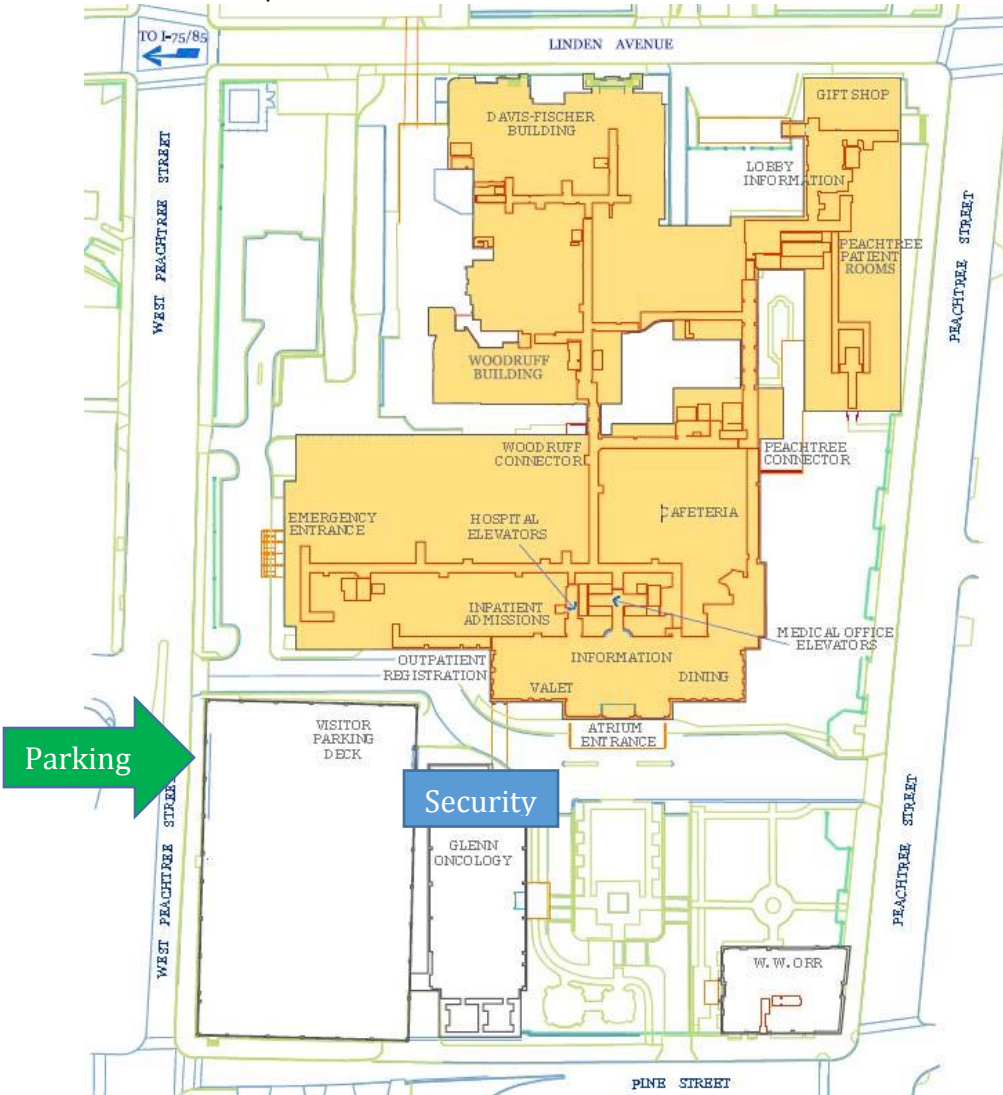 TO I-75/85
LINDEN AVENUE
GIFT SHOP
DAVIS-FISCHER
BUILDING
LOBBY
INFORMATION
WEST PEACHTREE STREET
PEACHTREE STREET
PEACHTREE
PATIENT
ROOMS
WOODRUFF
BUILDING
WOODRUFF
CONNECTOR
PEACHTREE
CONNECTOR
EMERGENCY
ENTRANCE
HOSPITAL
ELEVATORS
CAFETERIA
INPATIENT
ADMISSIONS
MEDICAL OFFICE
ELEVATORS
OUTPATIENT
REGISTRATION
INFORMATION
VALET
DINING
ATRIUM
ENTRANCE
VISITOR
PARKING
DECK
Parking
Security
WEST PEACHTREE STREET
PEACHTREE STREET
GLENN
ONCOLOGY
W.W.ORR
PINE STREET